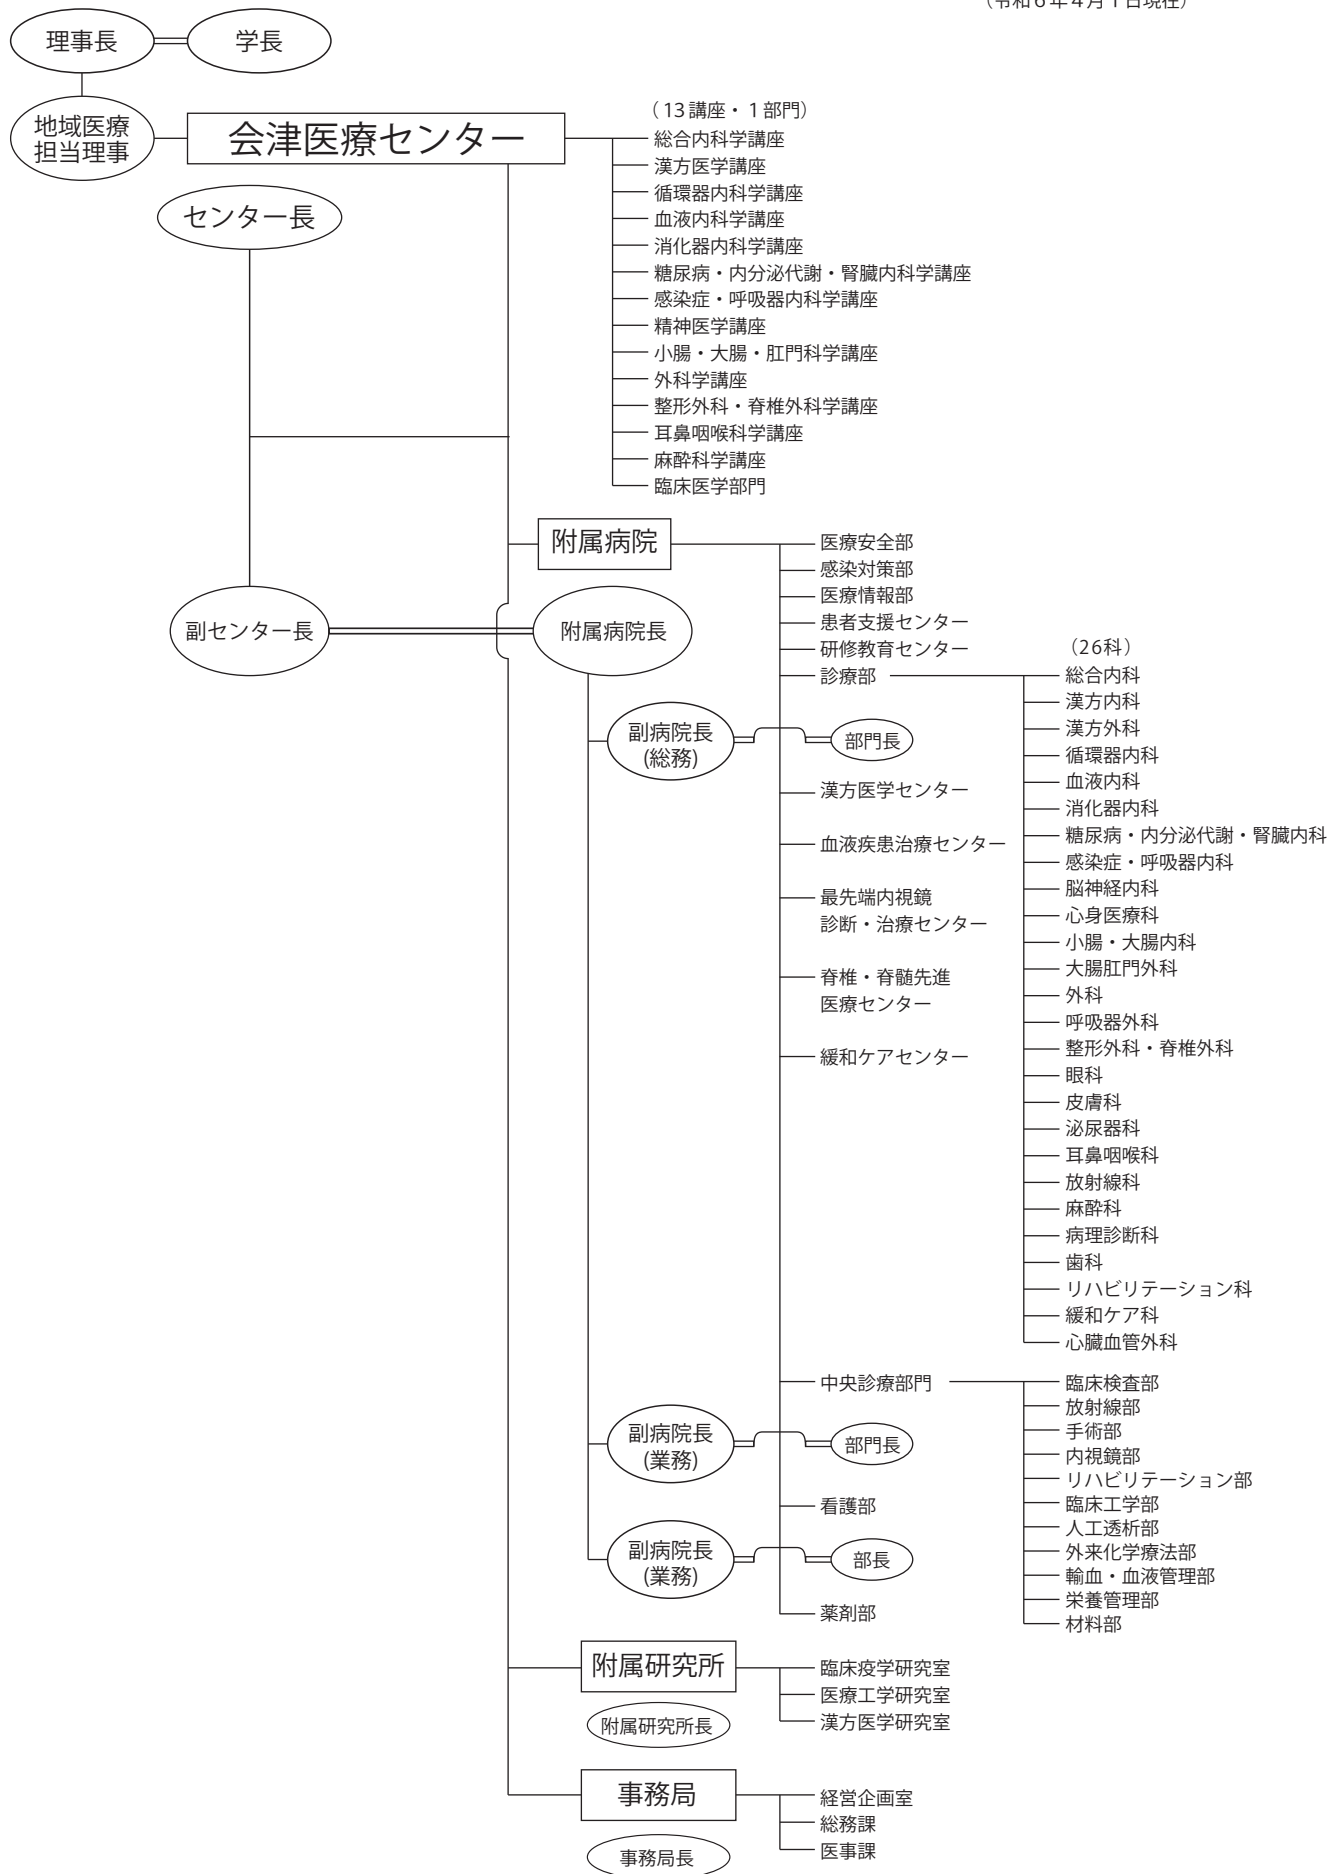 （令和６年４月１日現在）
理事長
学長
地域医療
担当理事
会津医療センター
センター長
（13講座・１部門）
総合内科学講座
漢方医学講座
循環器内科学講座
血液内科学講座
消化器内科学講座
糖尿病・内分泌代謝・腎臓内科学講座
感染症・呼吸器内科学講座
精神医学講座
小腸・大腸・肛門科学講座
外科学講座
整形外科・脊椎外科学講座
耳鼻咽喉科学講座
麻酔科学講座
臨床医学部門
附属病院
副センター長
附属病院長
医療安全部
感染対策部
医療情報部
患者支援センター
研修教育センター
診療部
副病院長
(総務)
部門長
漢方医学センター
血液疾患治療センター
最先端内視鏡
診断・治療センター
脊椎・脊髄先進
医療センター
緩和ケアセンター
（26科）
総合内科
漢方内科
漢方外科
循環器内科
血液内科
消化器内科
糖尿病・内分泌代謝・腎臓内科
感染症・呼吸器内科
脳神経内科
心身医療科
小腸・大腸内科
大腸肛門外科
外科
呼吸器外科
整形外科・脊椎外科
眼科
皮膚科
泌尿器科
耳鼻咽喉科
放射線科
麻酔科
病理診断科
歯科
リハビリテーション科
緩和ケア科
心臓血管外科
中央診療部門
副病院長
(業務)
部門長
看護部
副病院長
(業務)
部長
薬剤部
臨床検査部
放射線部
手術部
内視鏡部
リハビリテーション部
臨床工学部
人工透析部
外来化学療法部
輸血・血液管理部
栄養管理部
材料部
附属研究所
附属研究所長
臨床疫学研究室
医療工学研究室
漢方医学研究室
事務局
事務局長
経営企画室
総務課
医事課